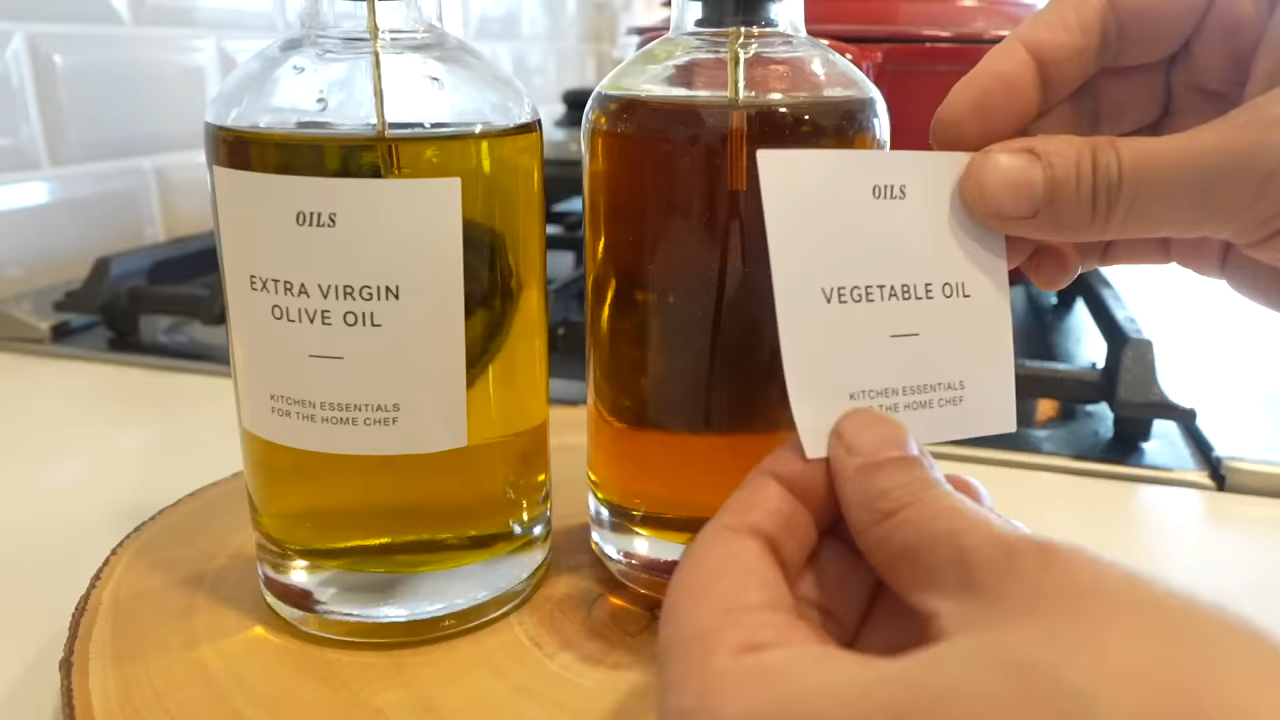 OILS
EXTRA VIRGIN
OLIVE OIL
KITCHEN ESSENTIALS
FOR THE HOME CHEF
OILS
VEGETABLE OIL
KITCHEN ESSENTIALS
THE HOME CHEF